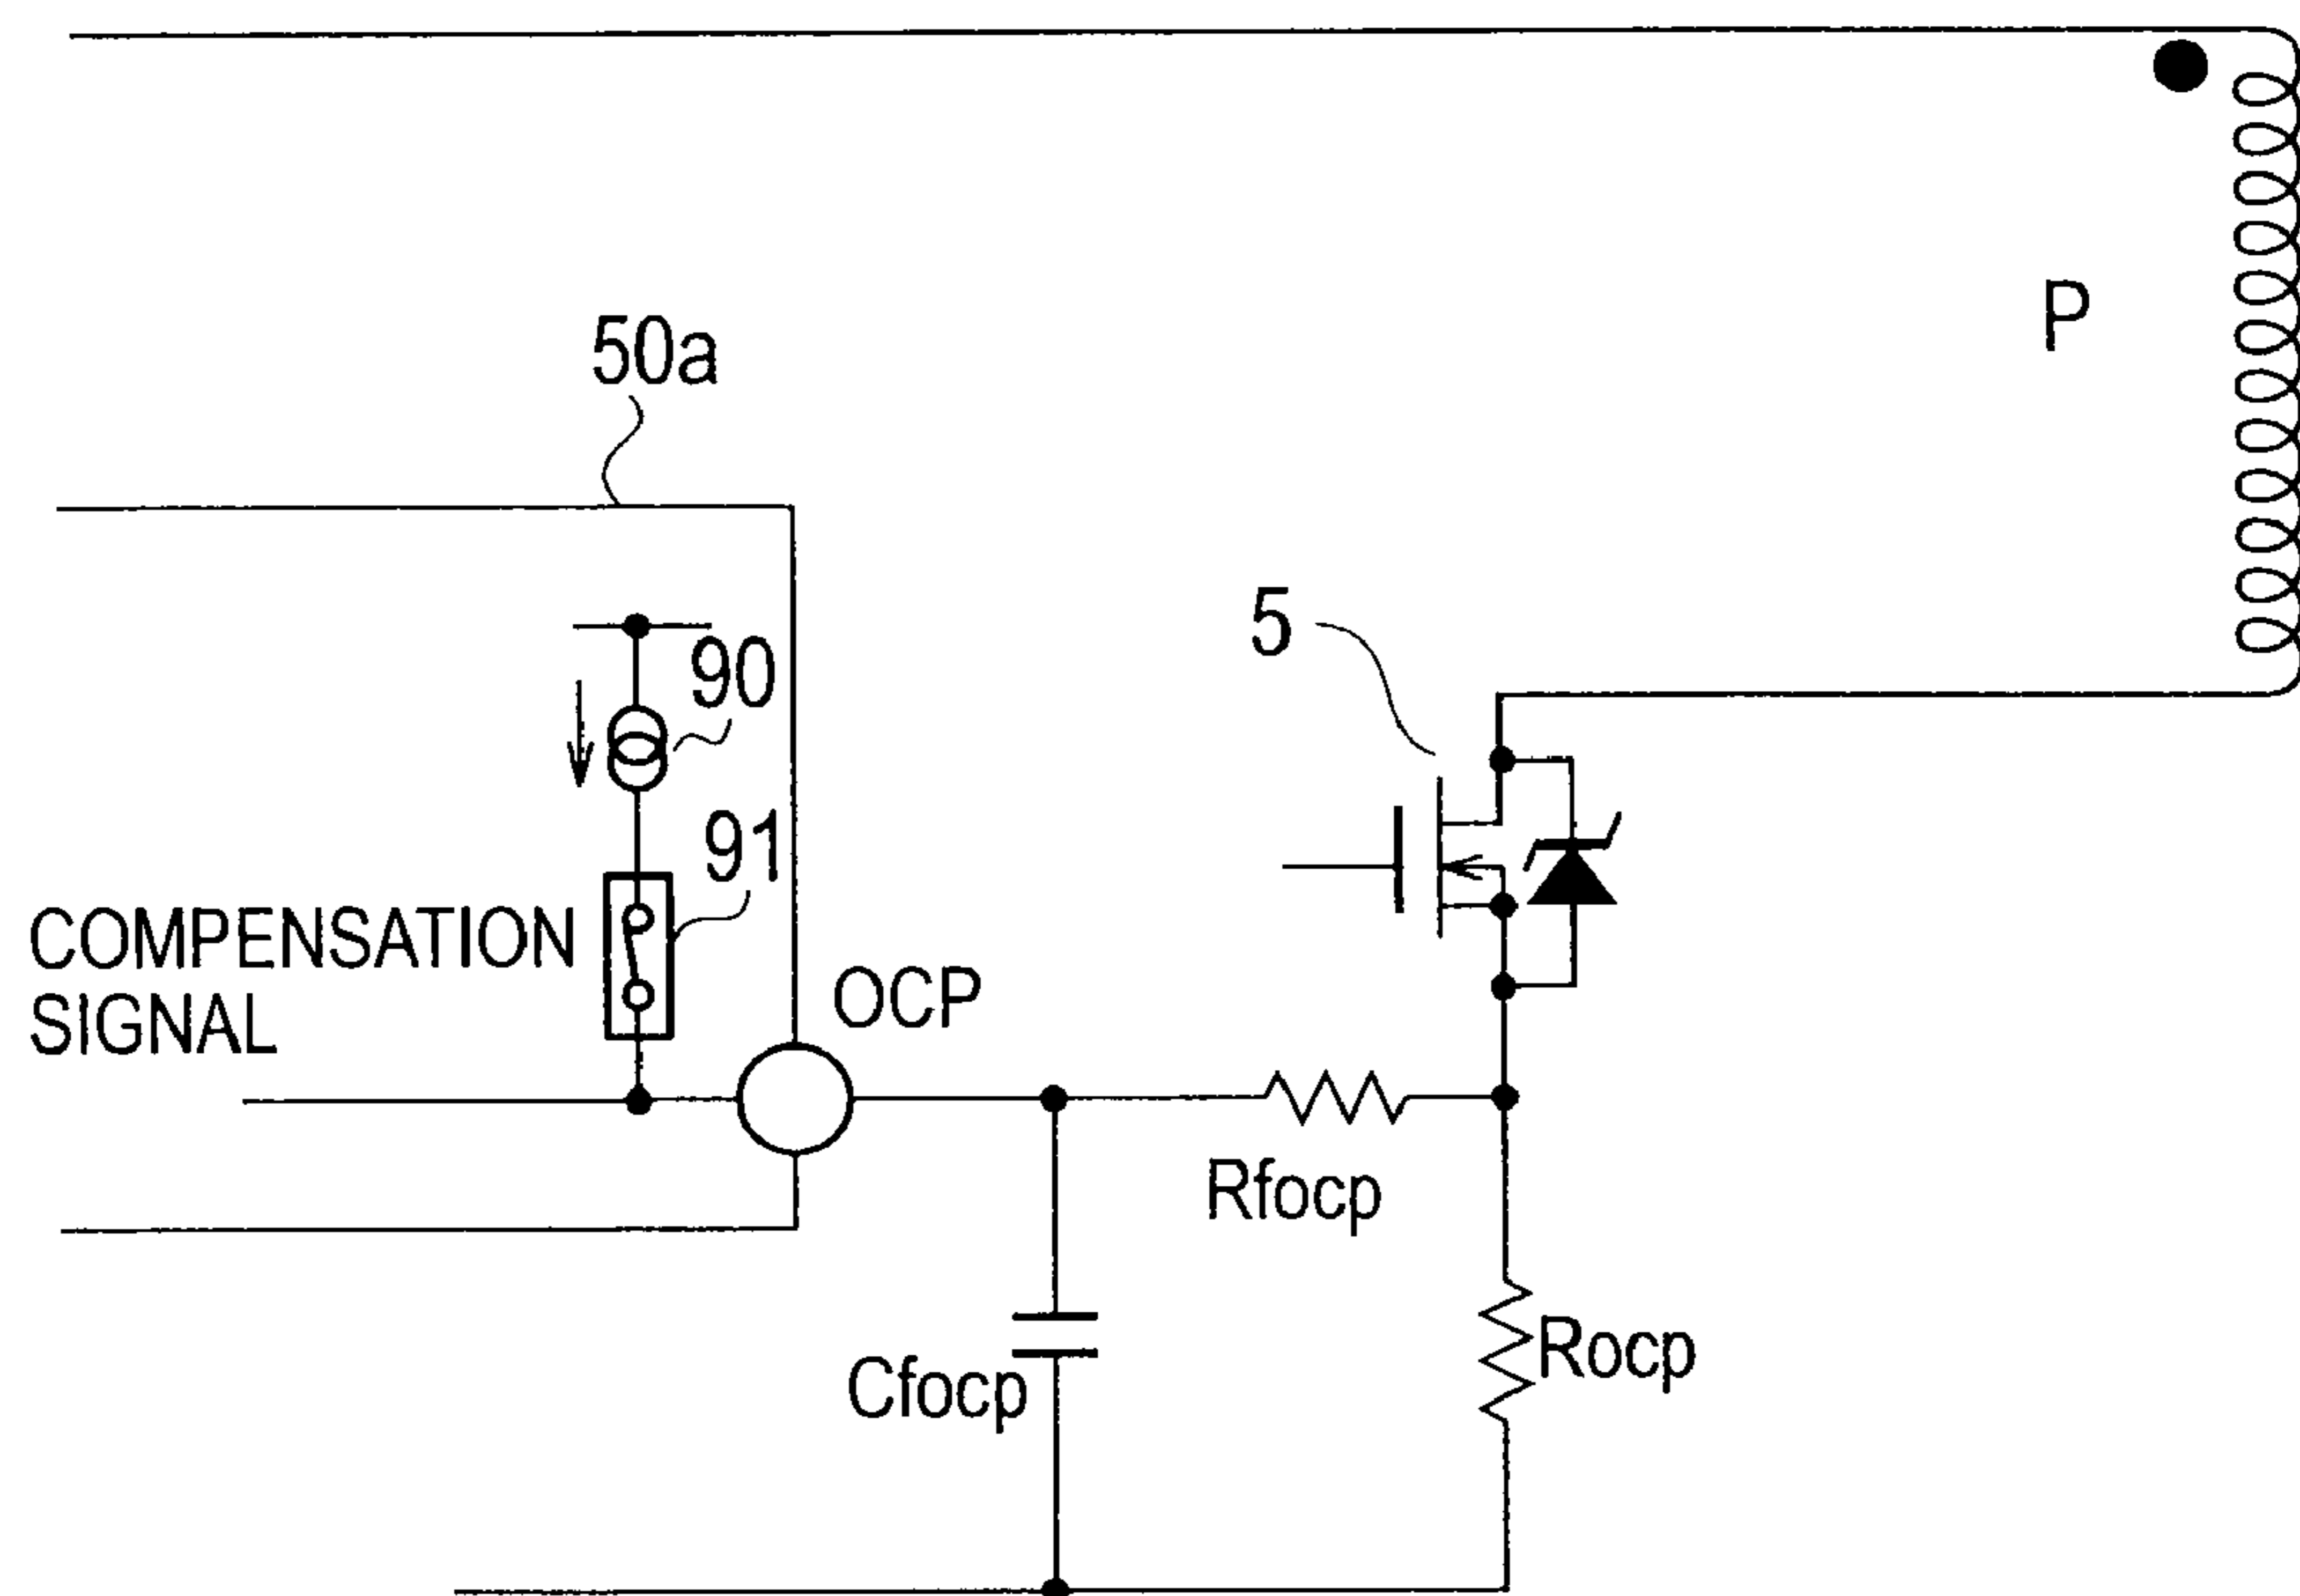 P
50a
5
90
91
COMPENSATION
SIGNAL
OCP
Rfocp
Rocp
Cfocp